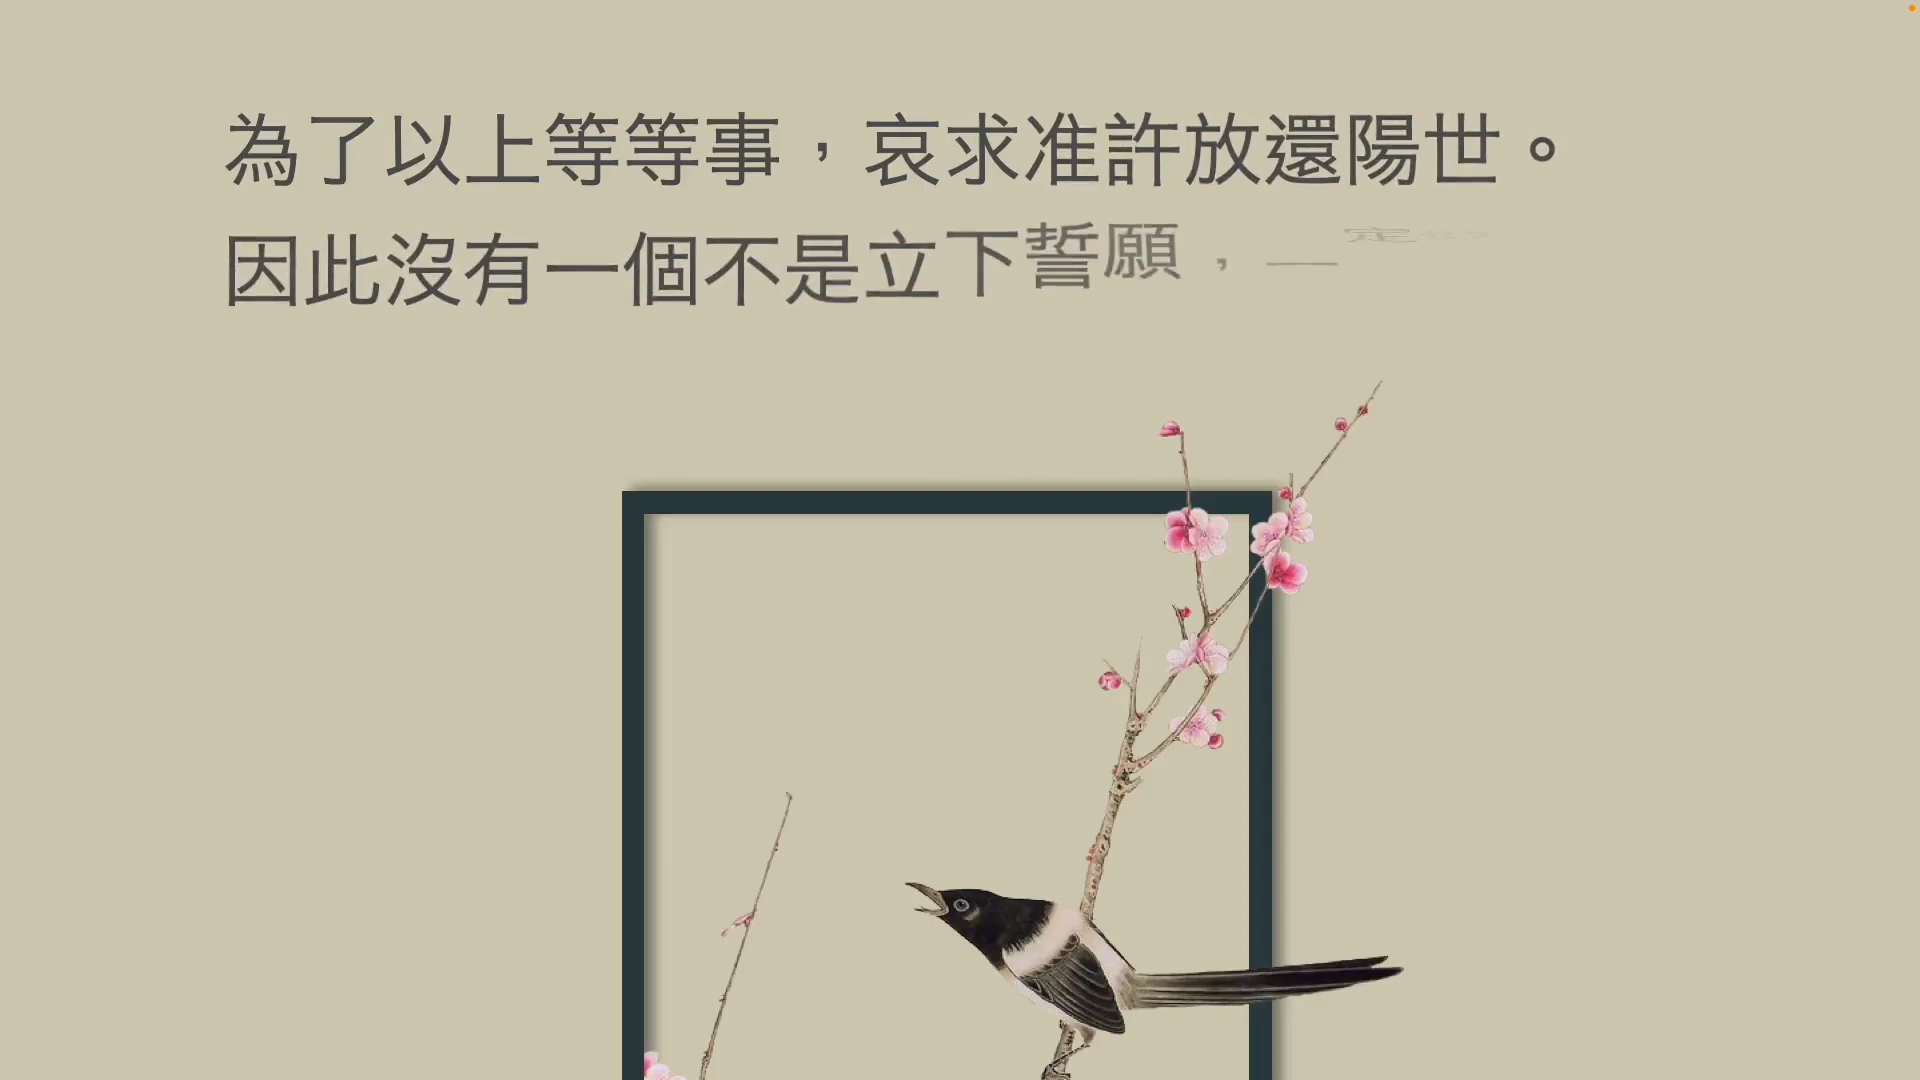 為了以上等等事，哀求准許放還陽世。
因此沒有一個不是立下誓願，一定